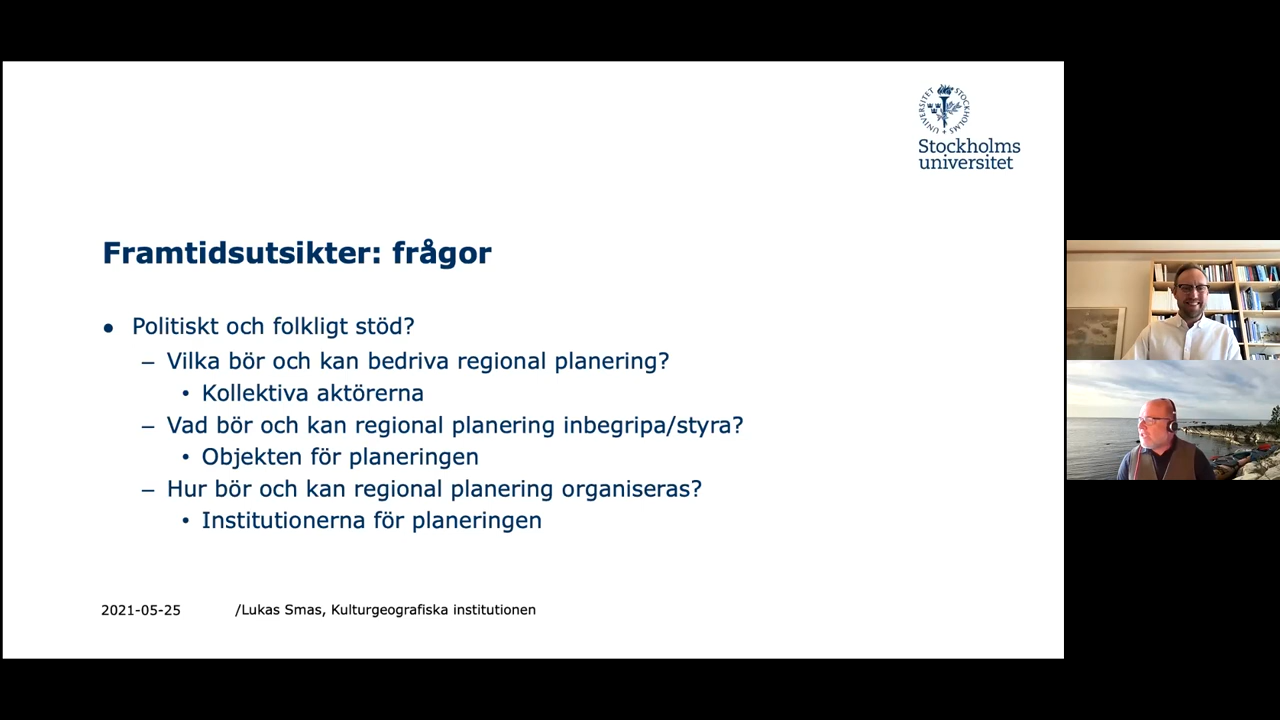 STOCKHOLMS UNIVERSITET
Stockholms
universitet
Framtidsutsikter: frågor
• Politiskt och folkligt stöd?
– Vilka bör och kan bedriva regional planering?
• Kollektiva aktörerna
– Vad bör och kan regional planering inbegripa/styra?
• Objekten för planeringen
– Hur bör och kan regional planering organiseras?
• Institutionerna för planeringen
2021-05-25 /Lukas Smas, Kulturgeografiska institutionen